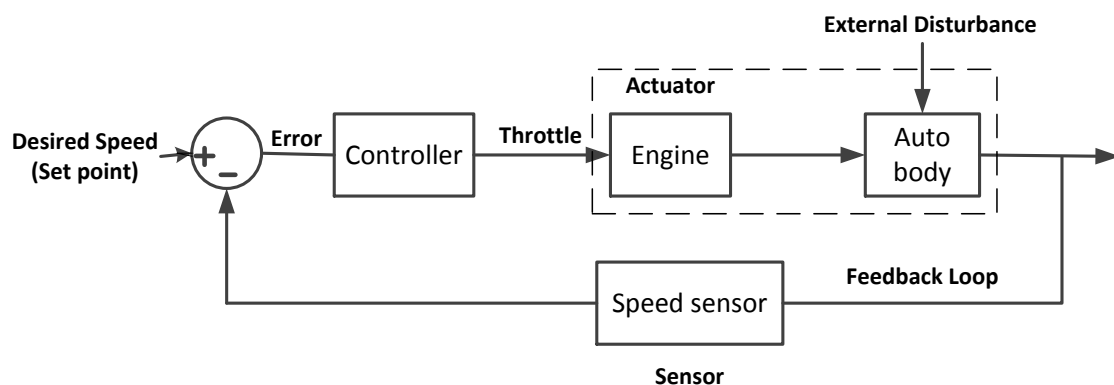 External Disturbance
Actuator
Desired Speed
(Set point)
+
-
Error
Controller
Throttle
Engine
Auto
body
Speed sensor
Feedback Loop
Sensor